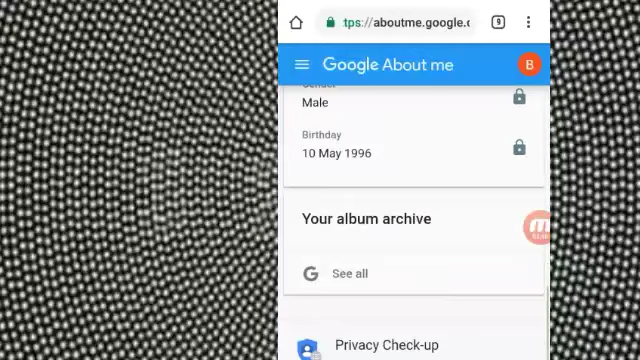 9
tps://aboutme.google.c
Google About me
B
Gender
Male
Birthday
10 May 1996
Your album archive
G See all
Privacy Check-up